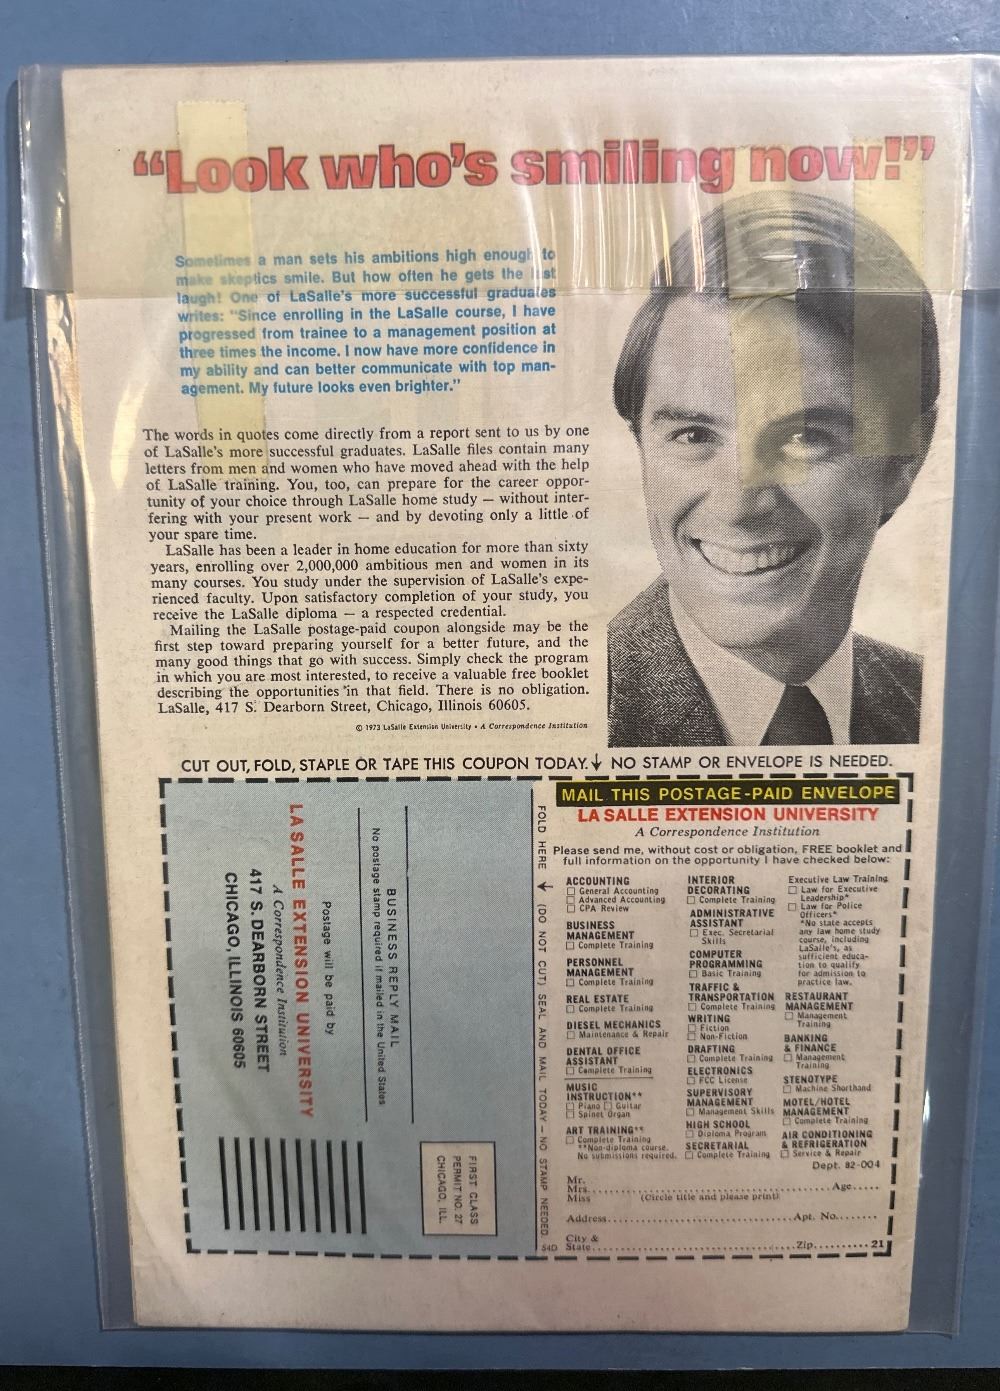 “Look who’s smiling now!”
Sometimes a man sets his ambitions high enough to
make skeptics smile. But how often he gets the last
laugh! One of LaSalle's more successful graduates
writes: "Since enrolling in the LaSalle course, I have
progressed from trainee to a management position at
three times the income. I now have more confidence in
my ability and can better communicate with top man-
agement. My future looks even brighter."
The words in quotes come directly from a report sent to us by one
of LaSalle's more successful graduates. LaSalle files contain many
letters from men and women who have moved ahead with the help
of LaSalle training. You, too, can prepare for the career oppor-
tunity of your choice through LaSalle home study — without inter-
fering with your present work — and by devoting only a little of
your spare time.
LaSalle has been a leader in home education for more than sixty
years, enrolling over 2,000,000 ambitious men and women in its
many courses. You study under the supervision of LaSalle's expe-
rienced faculty. Upon satisfactory completion of your study, you
receive the LaSalle diploma — a respected credential.
Mailing the LaSalle postage-paid coupon alongside may be the
first step toward preparing yourself for a better future, and the
many good things that go with success. Simply check the program
in which you are most interested, to receive a valuable free booklet
describing the opportunities in that field. There is no obligation.
LaSalle, 417 S. Dearborn Street, Chicago, Illinois 60605.
© 1973 LaSalle Extension University • A Correspondence Institution
CUT OUT, FOLD, STAPLE OR TAPE THIS COUPON TODAY. ↓ NO STAMP OR ENVELOPE IS NEEDED.
BUSINESS REPLY MAIL
No postage stamp required if mailed in the United States
Postage will be paid by
LA SALLE EXTENSION UNIVERSITY
A Correspondence Institution
417 S. DEARBORN STREET
CHICAGO, ILLINOIS 60605
FIRST CLASS
PERMIT NO. 27
CHICAGO, ILL.
FOLD HERE (DO NOT CUT) SEAL AND MAIL TODAY – NO STAMP NEEDED.
S4D
MAIL THIS POSTAGE-PAID ENVELOPE
LA SALLE EXTENSION UNIVERSITY
A Correspondence Institution
Please send me, without cost or obligation, FREE booklet and
full information on the opportunity I have checked below:
ACCOUNTING
General Accounting
Advanced Accounting
CPA Review
BUSINESS
MANAGEMENT
Complete Training
PERSONNEL
MANAGEMENT
Complete Training
REAL ESTATE
Complete Training
DIESEL MECHANICS
Maintenance & Repair
DENTAL OFFICE
ASSISTANT
Complete Training
MUSIC
INSTRUCTION**
Piano Guitar
Spinet Organ
ART TRAINING**
Complete Training
**Non-diploma course.
No submissions required.
INTERIOR
DECORATING
Complete Training
ADMINISTRATIVE
ASSISTANT
Exec. Secretarial
Skills
COMPUTER
PROGRAMMING
Basic Training
TRAFFIC &
TRANSPORTATION
Complete Training
WRITING
Fiction
Non-Fiction
DRAFTING
Complete Training
ELECTRONICS
FCC License
SUPERVISORY
MANAGEMENT
Management Skills
HIGH SCHOOL
Diploma Program
SECRETARIAL
Complete Training
Executive Law Training
Law for Executive
Leadership*
Law for Police
Officers*
*No state accepts
any law home study
course, including
LaSalle's, as
sufficient educa-
tion to qualify
for admission to
practice law.
RESTAURANT
MANAGEMENT
Management
Training
BANKING
& FINANCE
Management
Training
STENOTYPE
Machine Shorthand
MOTEL/HOTEL
MANAGEMENT
Complete Training
AIR CONDITIONING
& REFRIGERATION
Service & Repair
Dept. 82-004
Mr.
Mrs. Age
Miss (Circle title and please print)
Address Apt. No.
City &
State Zip 21